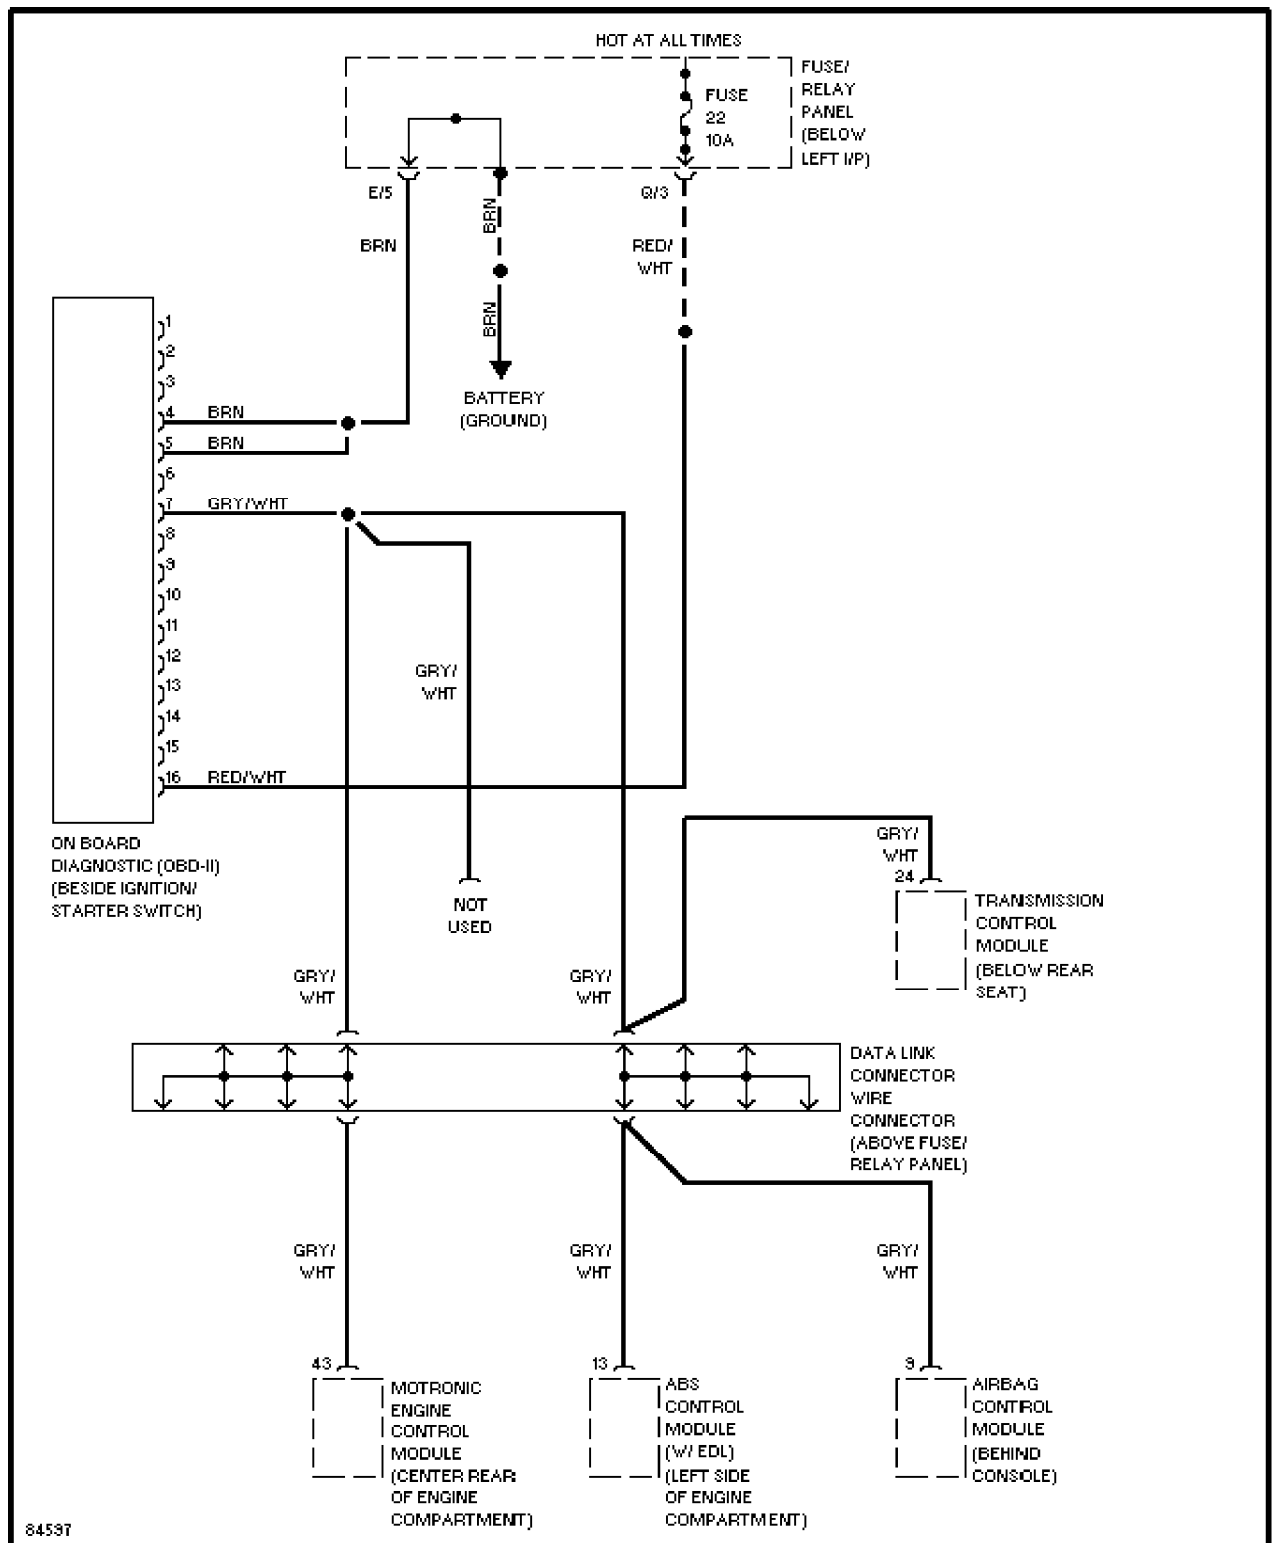 HOT AT ALL TIMES
FUSE/
RELAY
PANEL
(BELOW
LEFT I/P)
FUSE
22
10A
E/5
BRN
Q/3
BRN
RED/
WHT
BRN
BATTERY
(GROUND)
1
2
3
4
BRN
5
BRN
6
7
GRY/WHT
8
9
10
11
12
13
14
15
16
RED/WHT
GRY/
WHT
ON BOARD
DIAGNOSTIC (OBD-II)
(BESIDE IGNITION/
STARTER SWITCH)
NOT
USED
GRY/
WHT
24
TRANSMISSION
CONTROL
MODULE
(BELOW REAR
SEAT)
GRY/
WHT
GRY/
WHT
DATA LINK
CONNECTOR
WIRE
CONNECTOR
(ABOVE FUSE/
RELAY PANEL)
GRY/
WHT
GRY/
WHT
GRY/
WHT
43
MOTRONIC
ENGINE
CONTROL
MODULE
(CENTER REAR
OF ENGINE
COMPARTMENT)
13
ABS
CONTROL
MODULE
(W/ EDL)
(LEFT SIDE
OF ENGINE
COMPARTMENT)
9
AIRBAG
CONTROL
MODULE
(BEHIND
CONSOLE)
84597